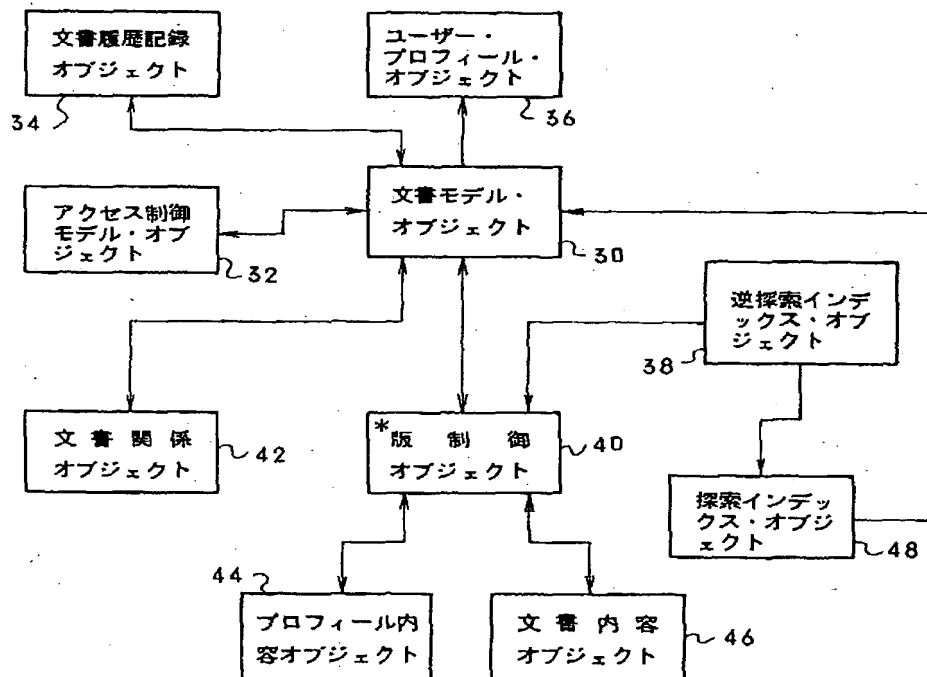 文書履歴記録
オブジェクト
34
ユーザー・
プロフィール・
オブジェクト
36
アクセス制御
モデル・オブ
ジェクト
32
文書モデル・
オブジェクト
30
逆探索インデ
ックス・オブ
ジェクト
38
文書関係
オブジェクト
42
*版制御
オブジェクト
40
探索インデッ
クス・オブジ
ェクト
48
44
プロフィール内
容オブジェクト
文書内容
オブジェクト
46